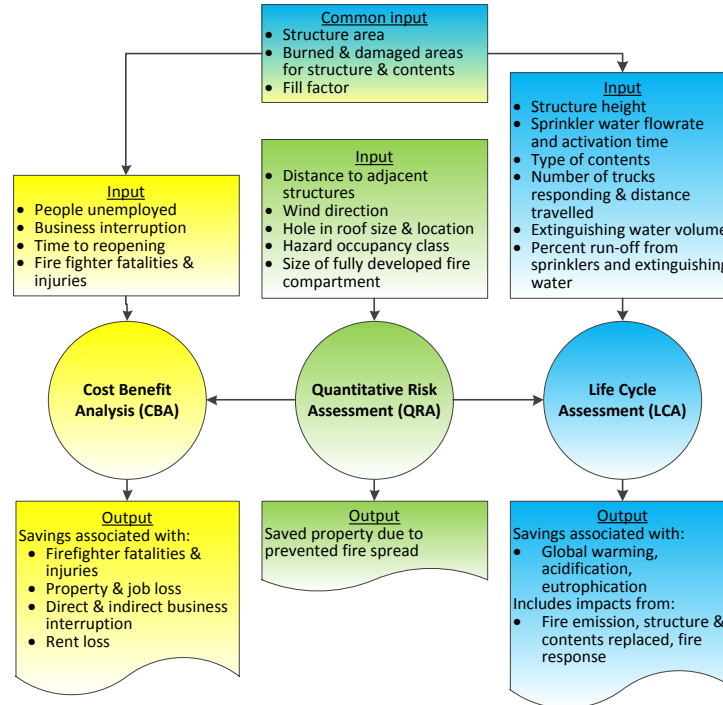 Common input
• Structure area
• Burned & damaged areas
for structure & contents
• Fill factor
Input
• People unemployed
• Business interruption
• Time to reopening
• Fire fighter fatalities &
injuries
Input
• Distance to adjacent
structures
• Wind direction
• Hole in roof size & location
• Hazard occupancy class
• Size of fully developed fire
compartment
Input
• Structure height
• Sprinkler water flowrate
and activation time
• Type of contents
• Number of trucks
responding & distance
travelled
• Extinguishing water volume
• Percent run-off from
sprinklers and extinguishing
water
Cost Benefit
Analysis (CBA)
Quantitative Risk
Assessment (QRA)
Life Cycle
Assessment (LCA)
Output
Savings associated with:
• Firefighter fatalities &
injuries
• Property & job loss
• Direct & indirect business
interruption
• Rent loss
Output
Saved property due to
prevented fire spread
Output
Savings associated with:
• Global warming,
acidification,
eutrophication
Includes impacts from:
• Fire emission, structure &
contents replaced, fire
response